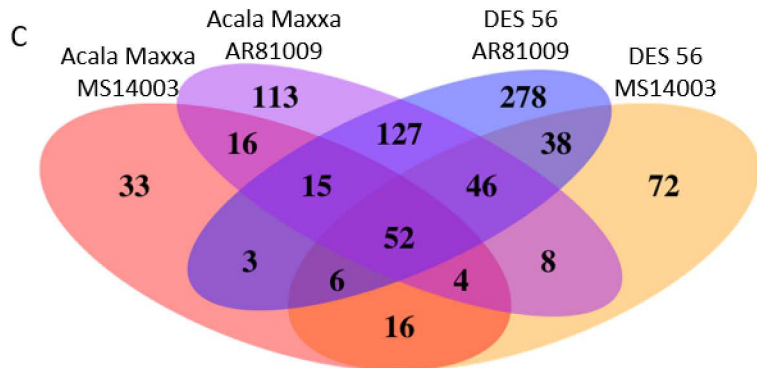 C
Acala Maxxa
MS14003
Acala Maxxa
AR81009
DES 56
AR81009
DES 56
MS14003
113
278
16
127
38
33
15
46
72
52
3
6
4
8
16